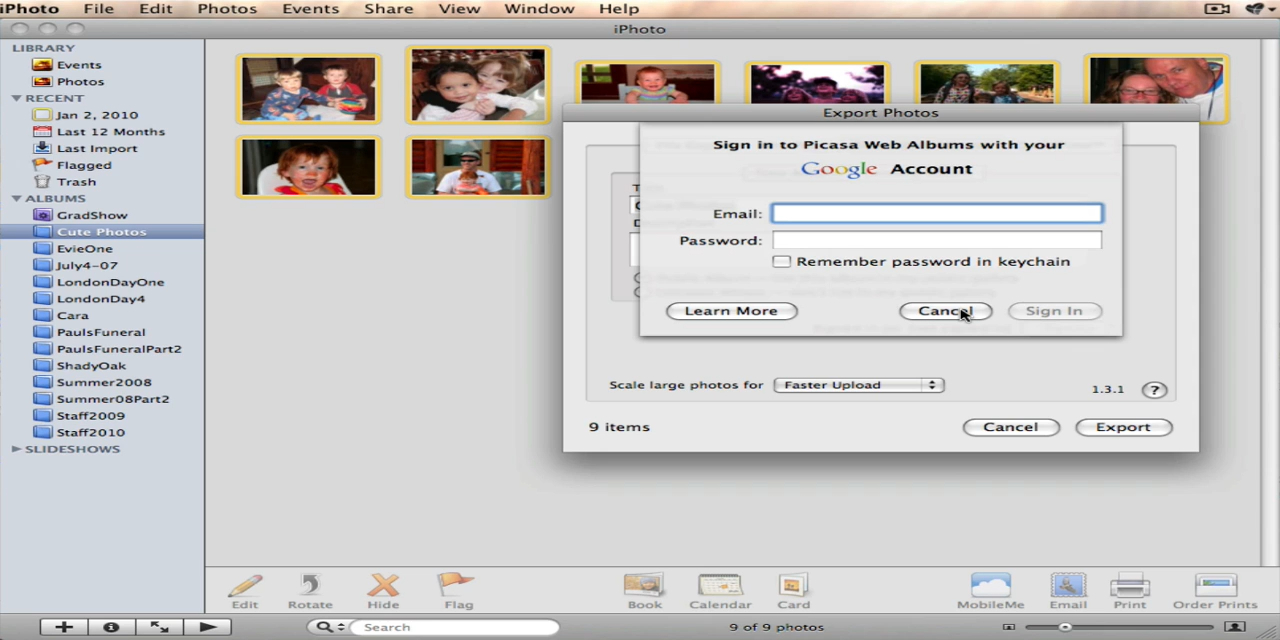 iPhoto File Edit Photos Events Share View Window Help
iPhoto
LIBRARY
Events
Photos
RECENT
Jan 2, 2010
Last 12 Months
Last Import
Flagged
Trash
ALBUMS
GradShow
Cute Photos
EvieOne
July4-07
LondonDayOne
LondonDay4
Cara
PaulsFuneral
PaulsFuneralPart2
ShadyOak
Summer2008
Summer08Part2
Staff2009
Staff2010
SLIDESHOWS
Export Photos
Sign in to Picasa Web Albums with your
Google Account
Email:
Password:
Remember password in keychain
Learn More Cancel Sign In
Scale large photos for Faster Upload 1.3.1 ?
9 items Cancel Export
Edit Rotate Hide Flag Book Calendar Card MobileMe Email Print Order Prints
Search 9 of 9 photos